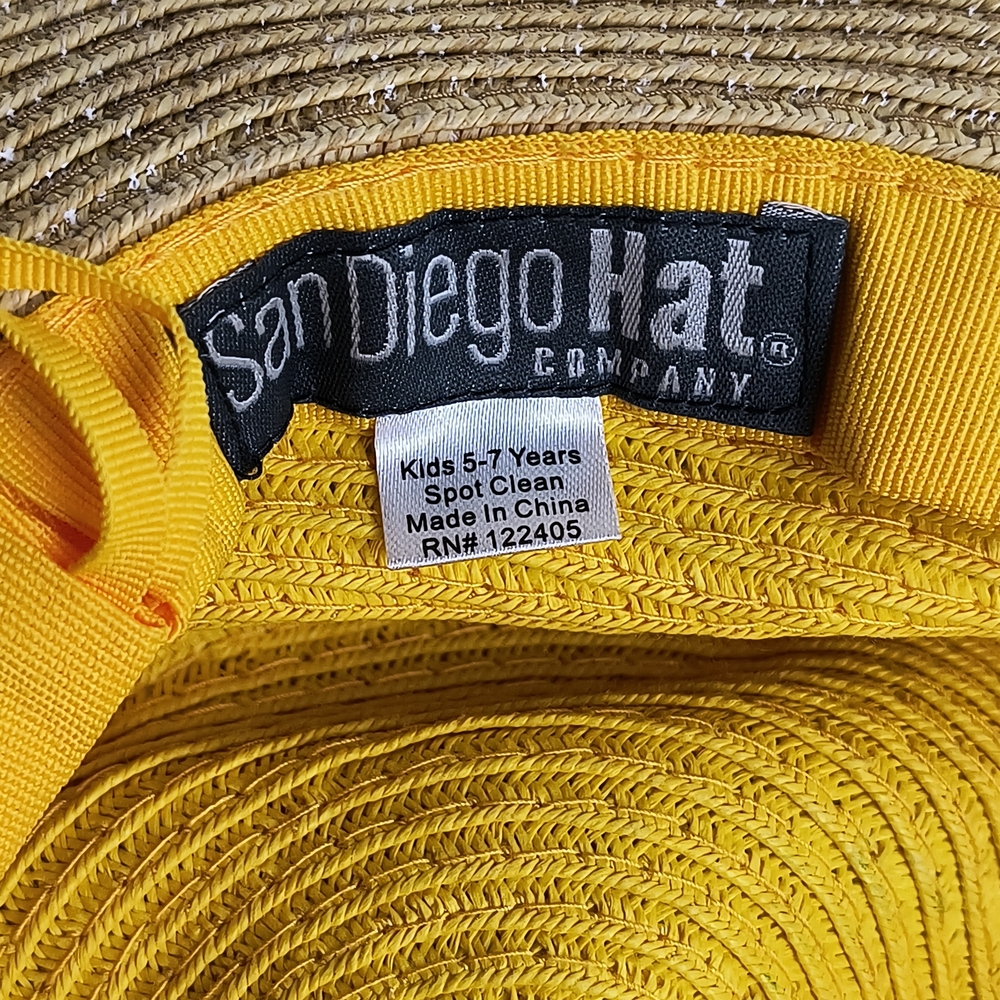 San Diego Hat®
COMPANY
Kids 5-7 Years
Spot Clean
Made In China
RN# 122405